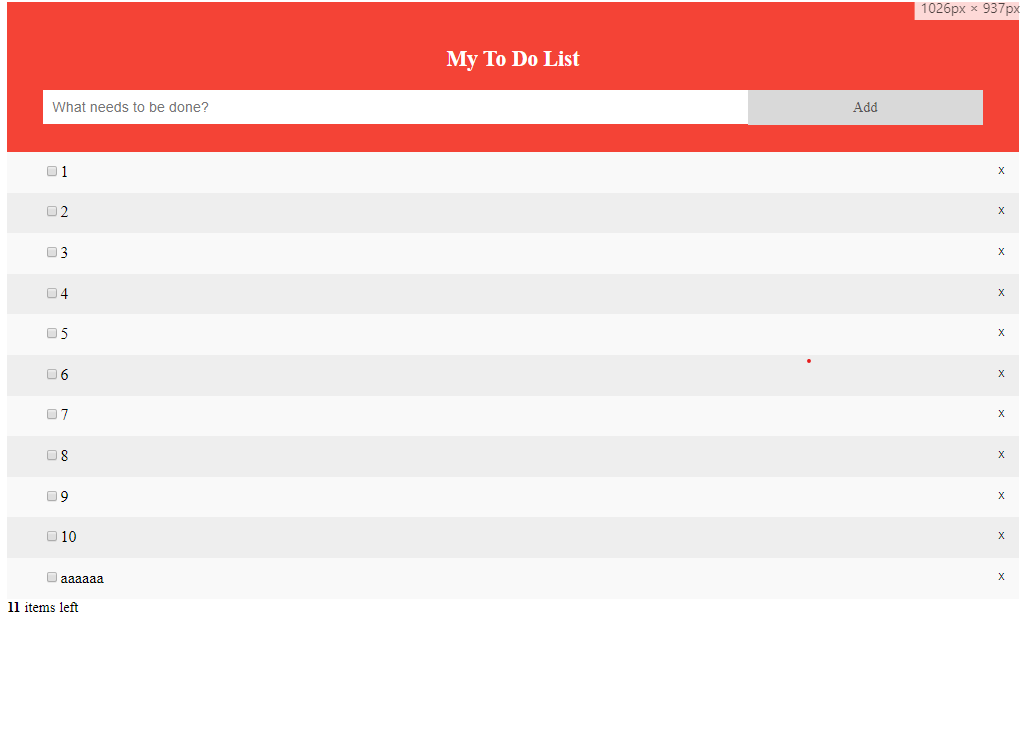 1026px × 937px
My To Do List
What needs to be done?
Add
1 x
2 x
3 x
4 x
5 x
6 x
7 x
8 x
9 x
10 x
aaaaaa x
11 items left